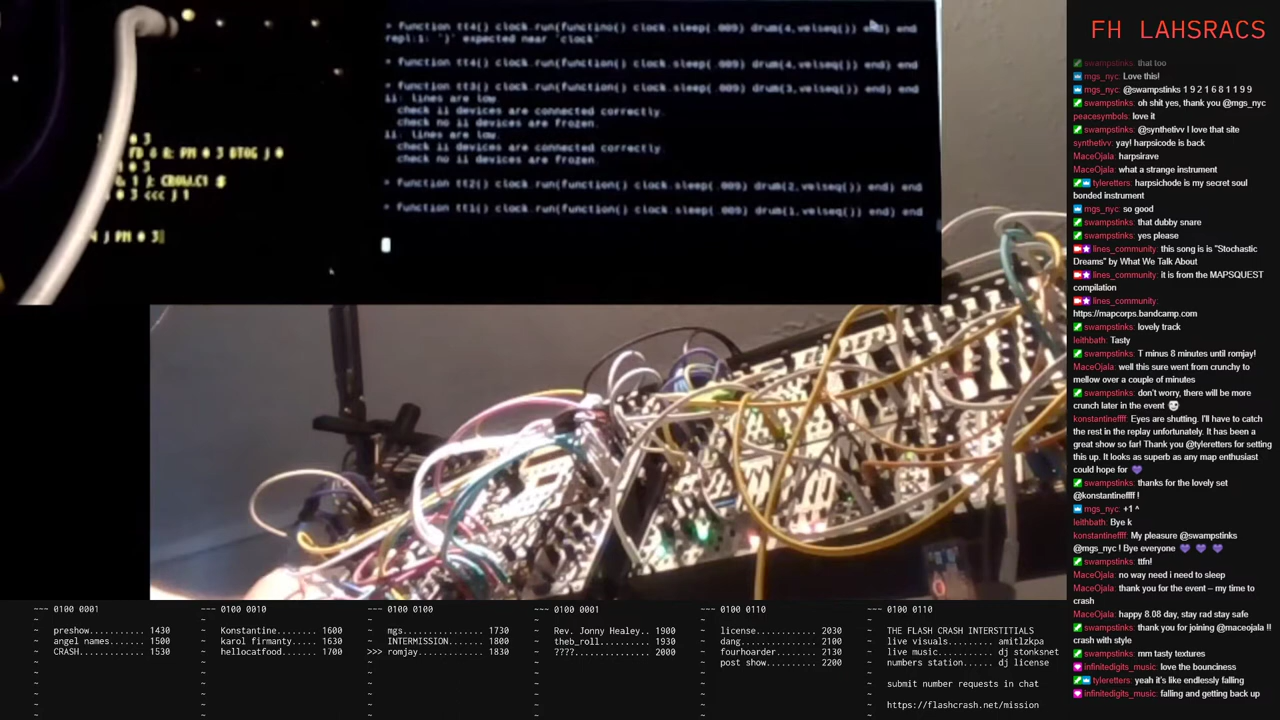 > function tt4() clock.run(functino() clock.sleep(.009) drum(4,velseq()) end) end
repl:1: ')' expected near 'clock'
> function tt4() clock.run(function() clock.sleep(.009) drum(4,velseq()) end) end
> function tt3() clock.run(function() clock.sleep(.009) drum(3,velseq()) end) end
ii: lines are low.
check ii devices are connected correctly.
check no ii devices are frozen.
ii: lines are low.
check ii devices are connected correctly.
check no ii devices are frozen.
function tt2() clock.run(function() clock.sleep(.009) drum(2,velseq()) end) end
function tt1() clock.run(function() clock.sleep(.009) drum(1,velseq()) end) end
FH LAHSRACS
swampstinks: that too
mgs_nyc: Love this!
mgs_nyc: @swampstinks 1 9 2 1 6 8 1 1 9 9
swampstinks: oh shit yes, thank you @mgs_nyc
peacesymbols: love it
swampstinks: @synthetivv I love that site
synthetivv: yay! harpsicode is back
MaceOjala: harpsirave
MaceOjala: what a strange instrument
tyleretters: harpsichode is my secret soul
bonded instrument
mgs_nyc: so good
swampstinks: that dubby snare
swampstinks: yes please
lines_community: this song is is "Stochastic
Dreams" by What We Talk About
lines_community: it is from the MAPSQUEST
compilation
lines_community:
https://mapcorps.bandcamp.com
swampstinks: lovely track
leithbath: Tasty
swampstinks: T minus 8 minutes until romjay!
MaceOjala: well this sure went from crunchy to
mellow over a couple of minutes
swampstinks: don't worry, there will be more
crunch later in the event
konstantineffff: Eyes are shutting. I'll have to catch
the rest in the replay unfortunately. It has been a
great show so far! Thank you @tyleretters for setting
this up. It looks as superb as any map enthusiast
could hope for 💜
swampstinks: thanks for the lovely set
@konstantineffff !
mgs_nyc: +1 ^
leithbath: Bye k
konstantineffff: My pleasure @swampstinks
@mgs_nyc ! Bye everyone 💜 💜 💜
swampstinks: ttfn!
MaceOjala: no way need i need to sleep
MaceOjala: thank you for the event – my time to
crash
MaceOjala: happy 8.08 day, stay rad stay safe
swampstinks: thank you for joining @maceojala !!
crash with style
swampstinks: mm tasty textures
infinitedigits_music: love the bounciness
tyleretters: yeah it's like endlessly falling
infinitedigits_music: falling and getting back up
~~~ 0100 0001
preshow........... 1430
angel names....... 1500
CRASH............. 1530
~~~ 0100 0010
Konstantine....... 1600
karol firmanty.... 1630
hellocatfood...... 1700
~~~ 0100 0100
mgs............... 1730
INTERMISSION...... 1800
>>> romjay............ 1830
~~~ 0100 0001
Rev. Jonny Healey.. 1900
theb_roll.......... 1930
????............... 2000
~~~ 0100 0110
license........... 2030
dang.............. 2100
fourhoarder....... 2130
post show......... 2200
~~~ 0100 0110
THE FLASH CRASH INTERSTITIALS
live visuals...... amitlzkpa
live music....... dj stonksnet
numbers station.... dj license
submit number requests in chat
https://flashcrash.net/mission